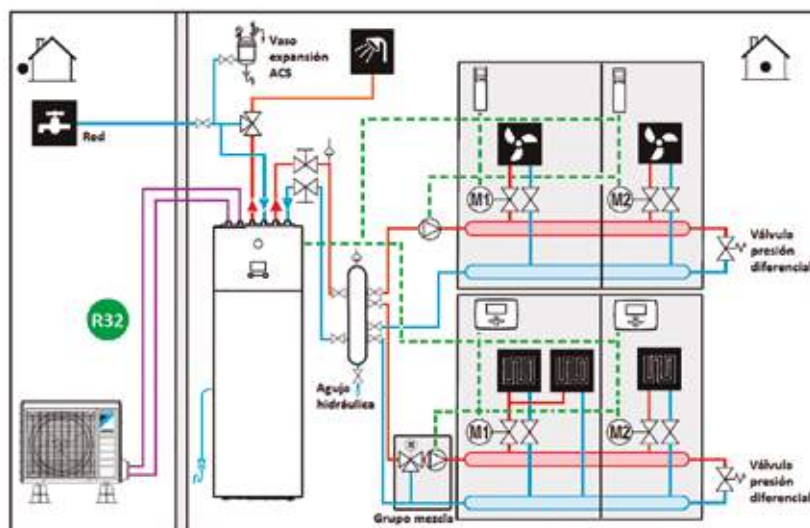 Vaso
expansión
ACS
Red
R32
Aguja
hidráulica
M1
M2
Válvula
presión
diferencial
M1
M2
Grupo mezcla
Válvula
presión
diferencial